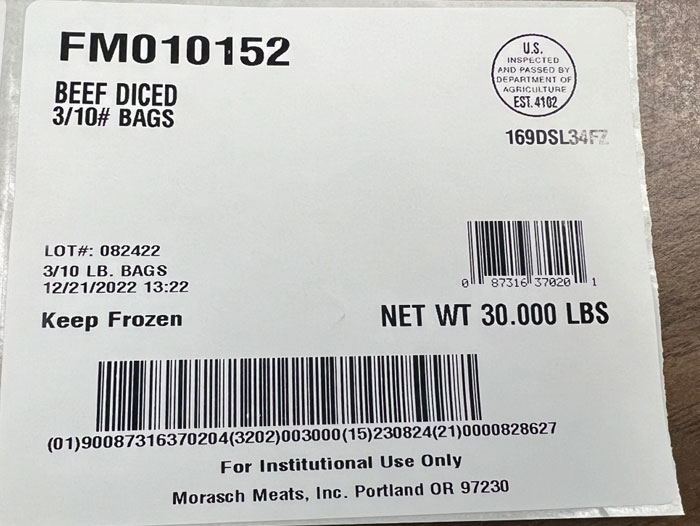 FM010152
BEEF DICED
3/10# BAGS
U.S.
INSPECTED
AND PASSED BY
DEPARTMENT OF
AGRICULTURE
EST. 4102
169DSL34FZ
LOT#: 082422
3/10 LB. BAGS
12/21/2022 13:22
Keep Frozen
0 87316 37020 1
NET WT 30.000 LBS
(01)90087316370204(3202)003000(15)230824(21)0000828627
For Institutional Use Only
Morasch Meats, Inc. Portland OR 97230